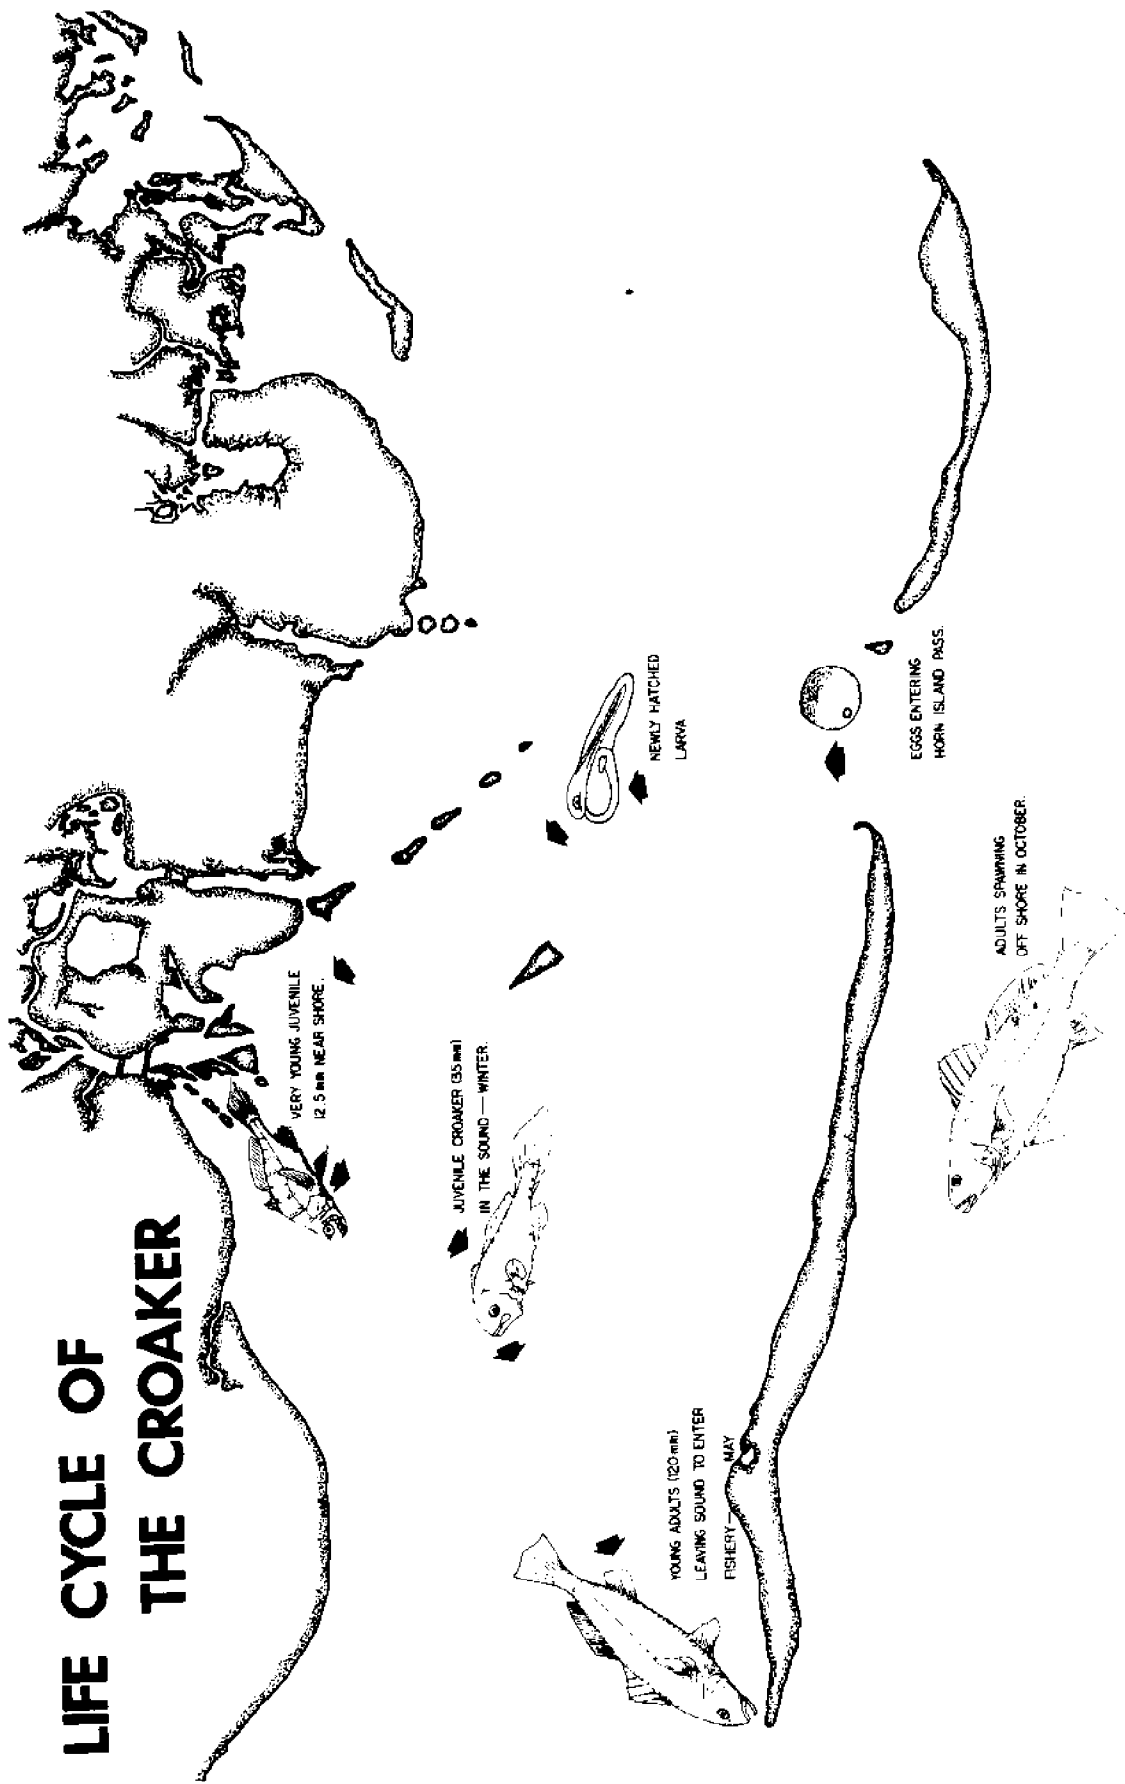 LIFE CYCLE OF
THE CROAKER
VERY YOUNG JUVENILE
12.5 mm NEAR SHORE.
JUVENILE CROAKER (35 mm)
IN THE SOUND — WINTER.
NEWLY HATCHED
LARVA
YOUNG ADULTS (120 mm)
LEAVING SOUND TO ENTER
FISHERY — MAY
EGGS ENTERING
HORN ISLAND PASS.
ADULTS SPAWNING
OFF SHORE IN OCTOBER.